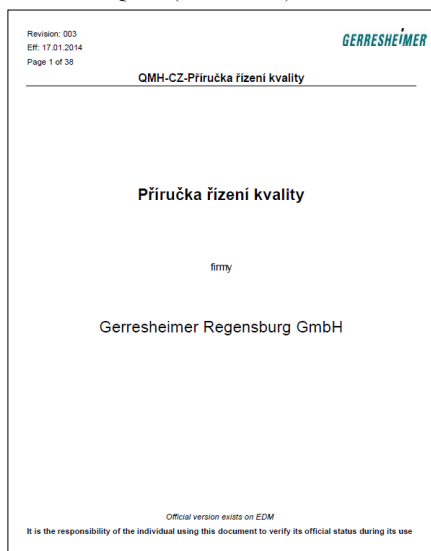 Revision: 003
Eff: 17.01.2014
Page 1 of 38
GERRESHEIMER
QMH-CZ-Příručka řízení kvality
Příručka řízení kvality
firmy
Gerresheimer Regensburg GmbH
Official version exists on EDM
It is the responsibility of the individual using this document to verify its official status during its use